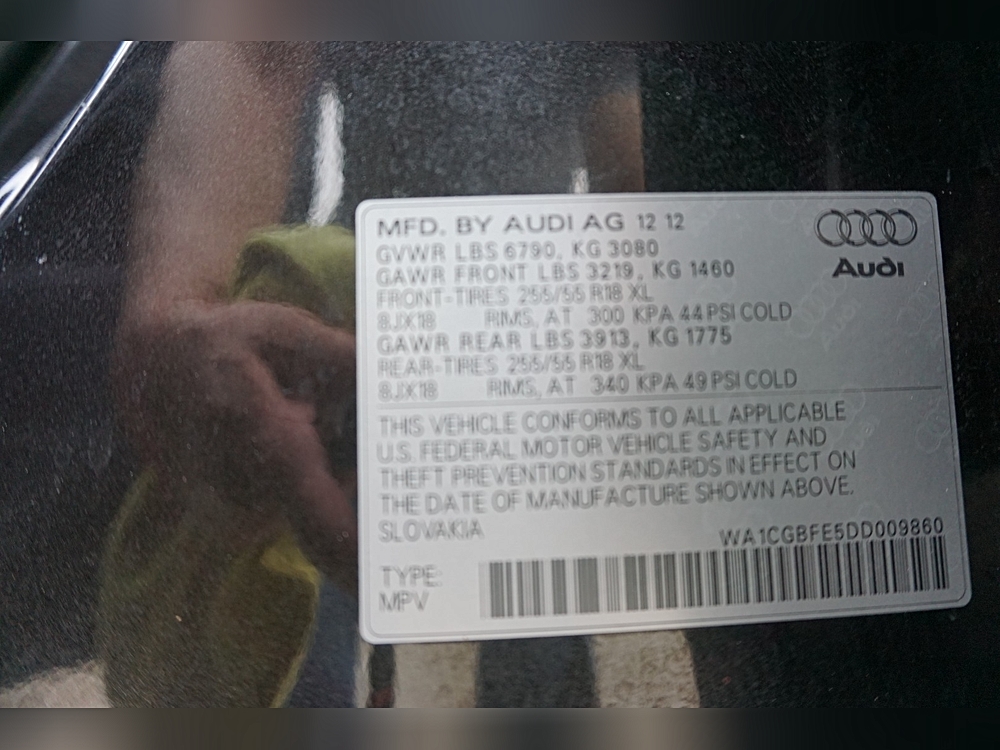 MFD. BY AUDI AG 12 12
GVWR LBS 6790, KG 3080
GAWR FRONT LBS 3219, KG 1460
FRONT-TIRES 255/55 R18 XL
8JX18 RIMS, AT 300 KPA 44 PSI COLD
GAWR REAR LBS 3913, KG 1775
REAR-TIRES 255/55 R18 XL
8JX18 RIMS, AT 340 KPA 49 PSI COLD
Audi
THIS VEHICLE CONFORMS TO ALL APPLICABLE
U.S. FEDERAL MOTOR VEHICLE SAFETY AND
THEFT PREVENTION STANDARDS IN EFFECT ON
THE DATE OF MANUFACTURE SHOWN ABOVE.
SLOVAKIA WA1CGBFE5DD009860
TYPE:
MPV